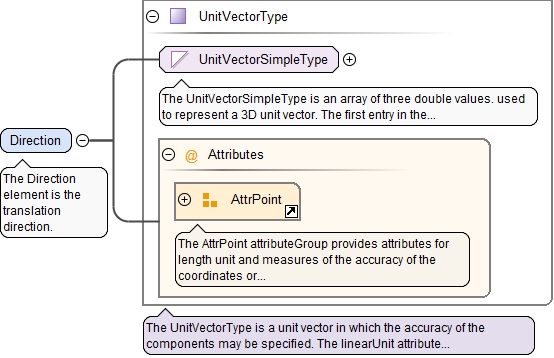 UnitVectorType
UnitVectorSimpleType
The UnitVectorSimpleType is an array of three double values. used
to represent a 3D unit vector. The first entry in the...
Direction
The Direction
element is the
translation
direction.
@ Attributes
AttrPoint
The AttrPoint attributeGroup provides attributes for
length unit and measures of the accuracy of the
coordinates or...
The UnitVectorType is a unit vector in which the accuracy of the
components may be specified. The linearUnit attribute...